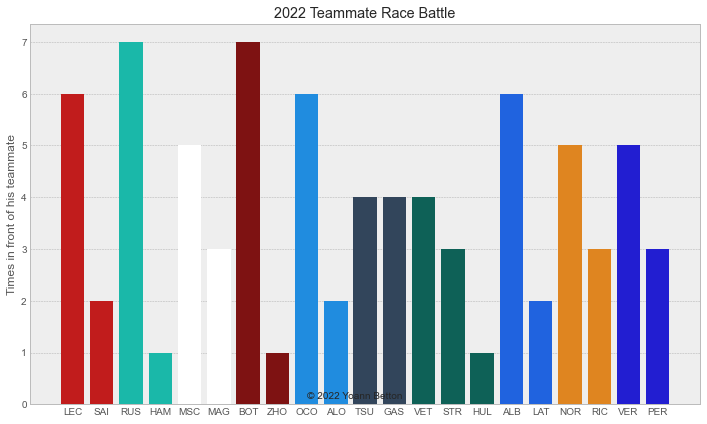 2022 Teammate Race Battle
Times in front of his teammate
7
6
5
4
3
2
1
0
© 2022 Yoann Betton
LEC SAI RUS HAM MSC MAG BOT ZHO OCO ALO TSU GAS VET STR HUL ALB LAT NOR RIC VER PER